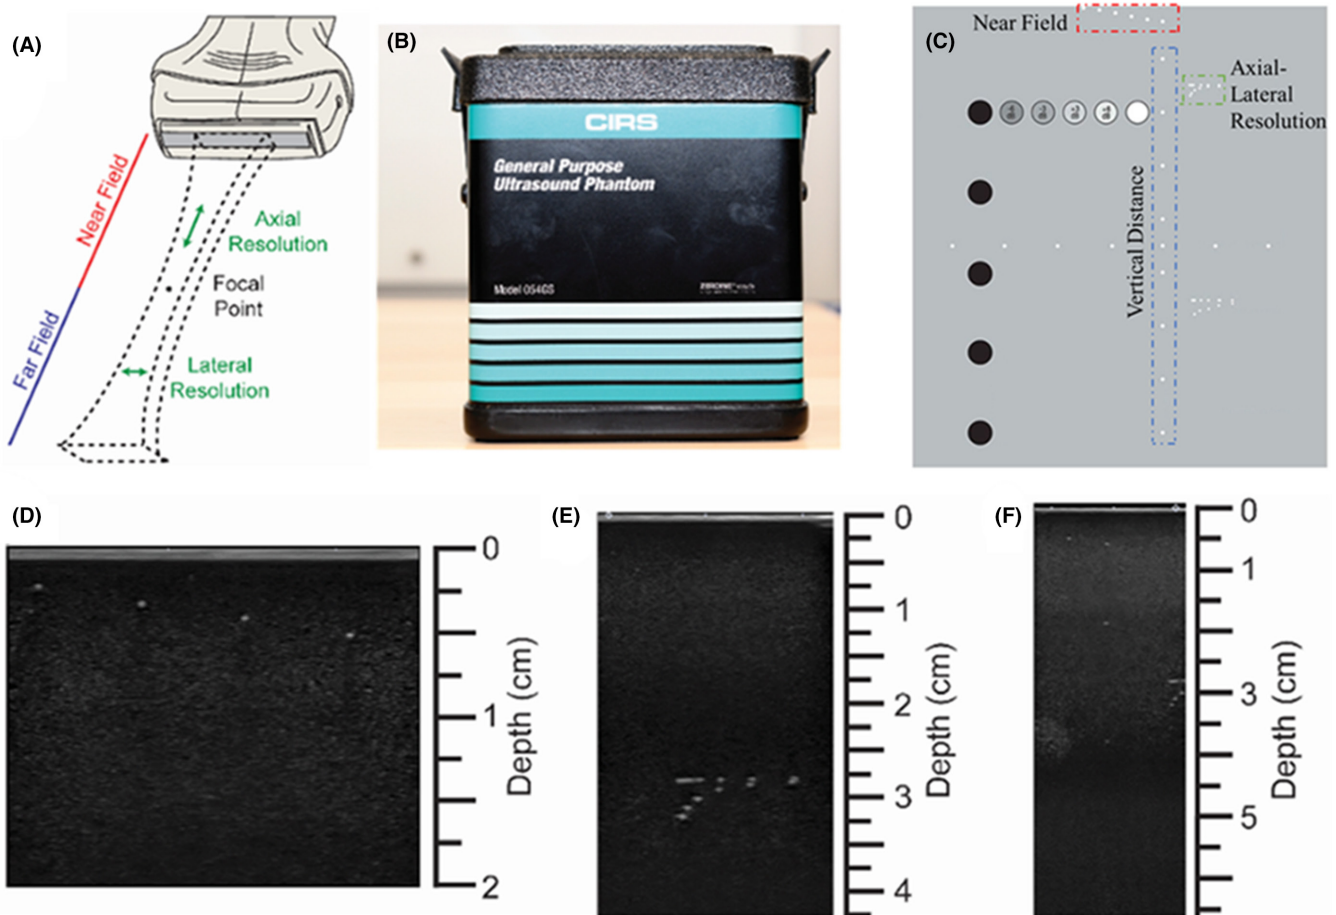 (A)
Near Field
Far Field
Axial
Resolution
Focal
Point
Lateral
Resolution
(B)
CIRS
General Purpose
Ultrasound Phantom
Model 054GS
(C)
Near Field
Axial-
Lateral
Resolution
Vertical Distance
(D)
0
1
2
Depth (cm)
(E)
0
1
2
3
4
Depth (cm)
(F)
0
1
3
5
Depth (cm)